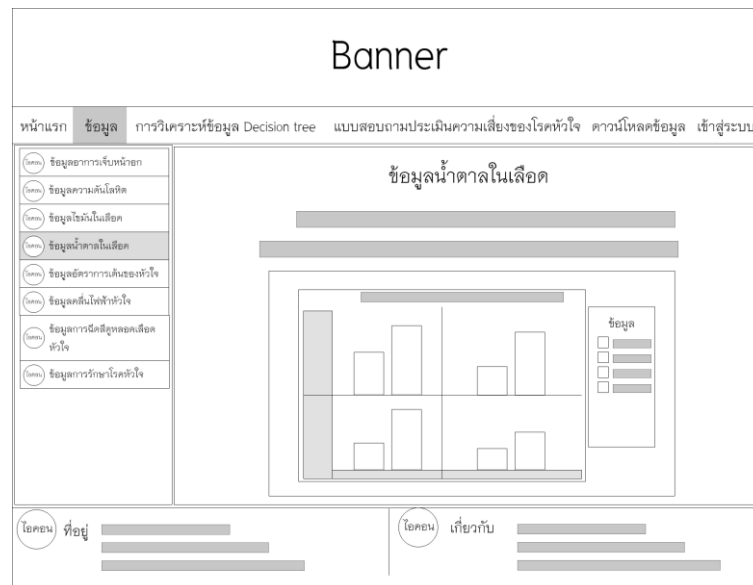 Banner
หน้าแรก ข้อมูล การวิเคราะห์ข้อมูล Decision tree แบบสอบถามประเมินความเสี่ยงของโรคหัวใจ ดาวน์โหลดข้อมูล เข้าสู่ระบบ
ไอคอน ข้อมูลอาการเจ็บหน้าอก
ไอคอน ข้อมูลความดันโลหิต
ไอคอน ข้อมูลไขมันในเลือด
ไอคอน ข้อมูลน้ำตาลในเลือด
ไอคอน ข้อมูลอัตราการเต้นของหัวใจ
ไอคอน ข้อมูลคลื่นไฟฟ้าหัวใจ
ไอคอน ข้อมูลการฉีดสีดูหลอดเลือด
หัวใจ
ไอคอน ข้อมูลการรักษาโรคหัวใจ
ข้อมูลน้ำตาลในเลือด
ข้อมูล
ไอคอน ที่อยู่
ไอคอน เกี่ยวกับ